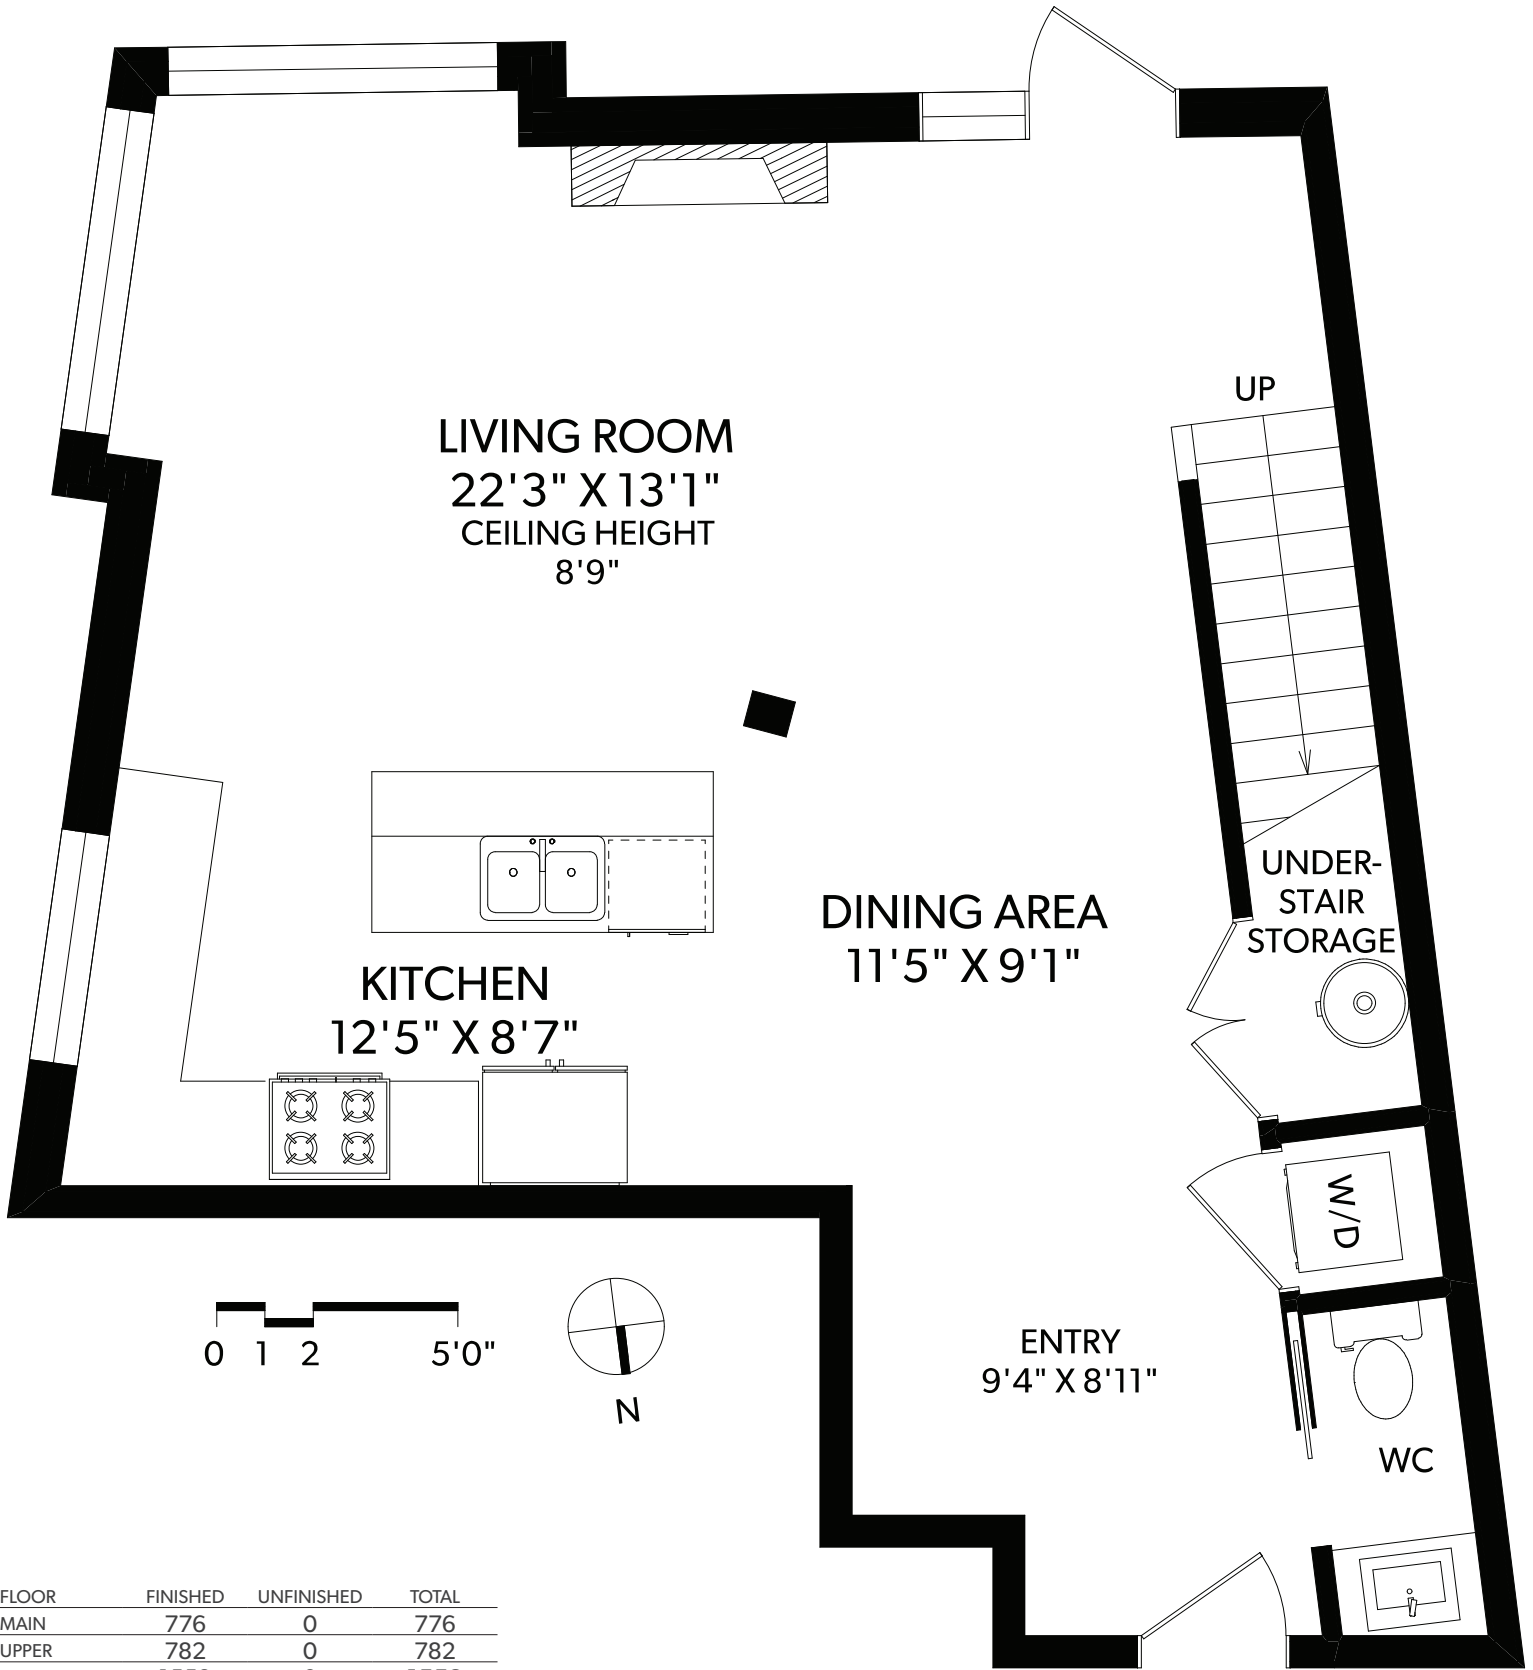 UP
LIVING ROOM
22'3" X 13'1"
CEILING HEIGHT
8'9"
UNDER-
STAIR
STORAGE
DINING AREA
11'5" X 9'1"
KITCHEN
12'5" X 8'7"
W/D
ENTRY
9'4" X 8'11"
WC
0 1 2 5'0"
N
FLOOR FINISHED UNFINISHED TOTAL
MAIN 776 0 776
UPPER 782 0 782